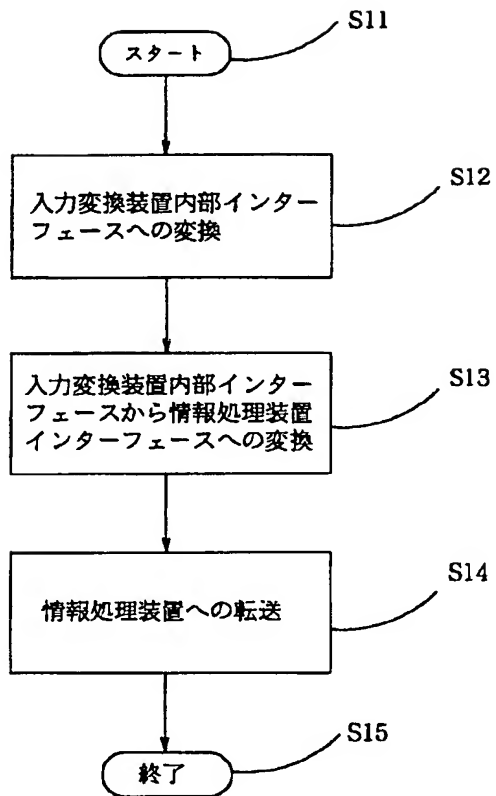 スタート
S11
入力変換装置内部インター
フェースへの変換
S12
入力変換装置内部インター
フェースから情報処理装置
インターフェースへの変換
S13
情報処理装置への転送
S14
終了
S15